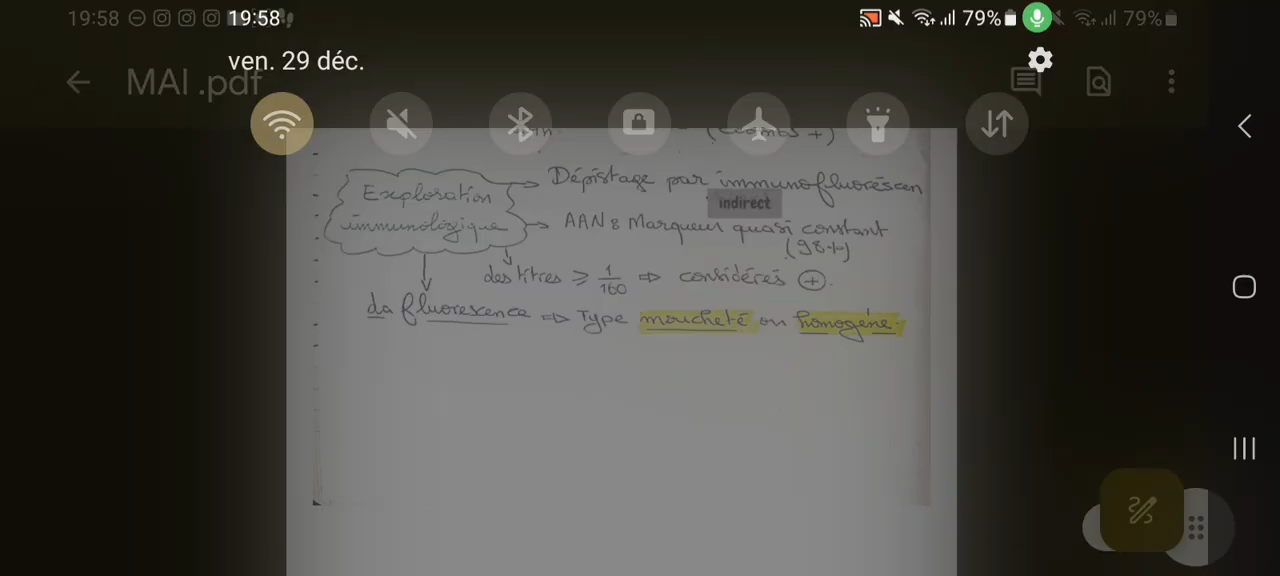 19:58 19:58 79% 79%
ven. 29 déc.
MAI .pdf
(Coombs +)
Exploration immunologique
Dépistage par immunofluorescen
indirect
AAN : Marqueur quasi constant
(98%)
des titres ⩾ 1/160 ⇨ considérés ⊕.
La fluorescence ⇨ Type moucheté ou homogène.